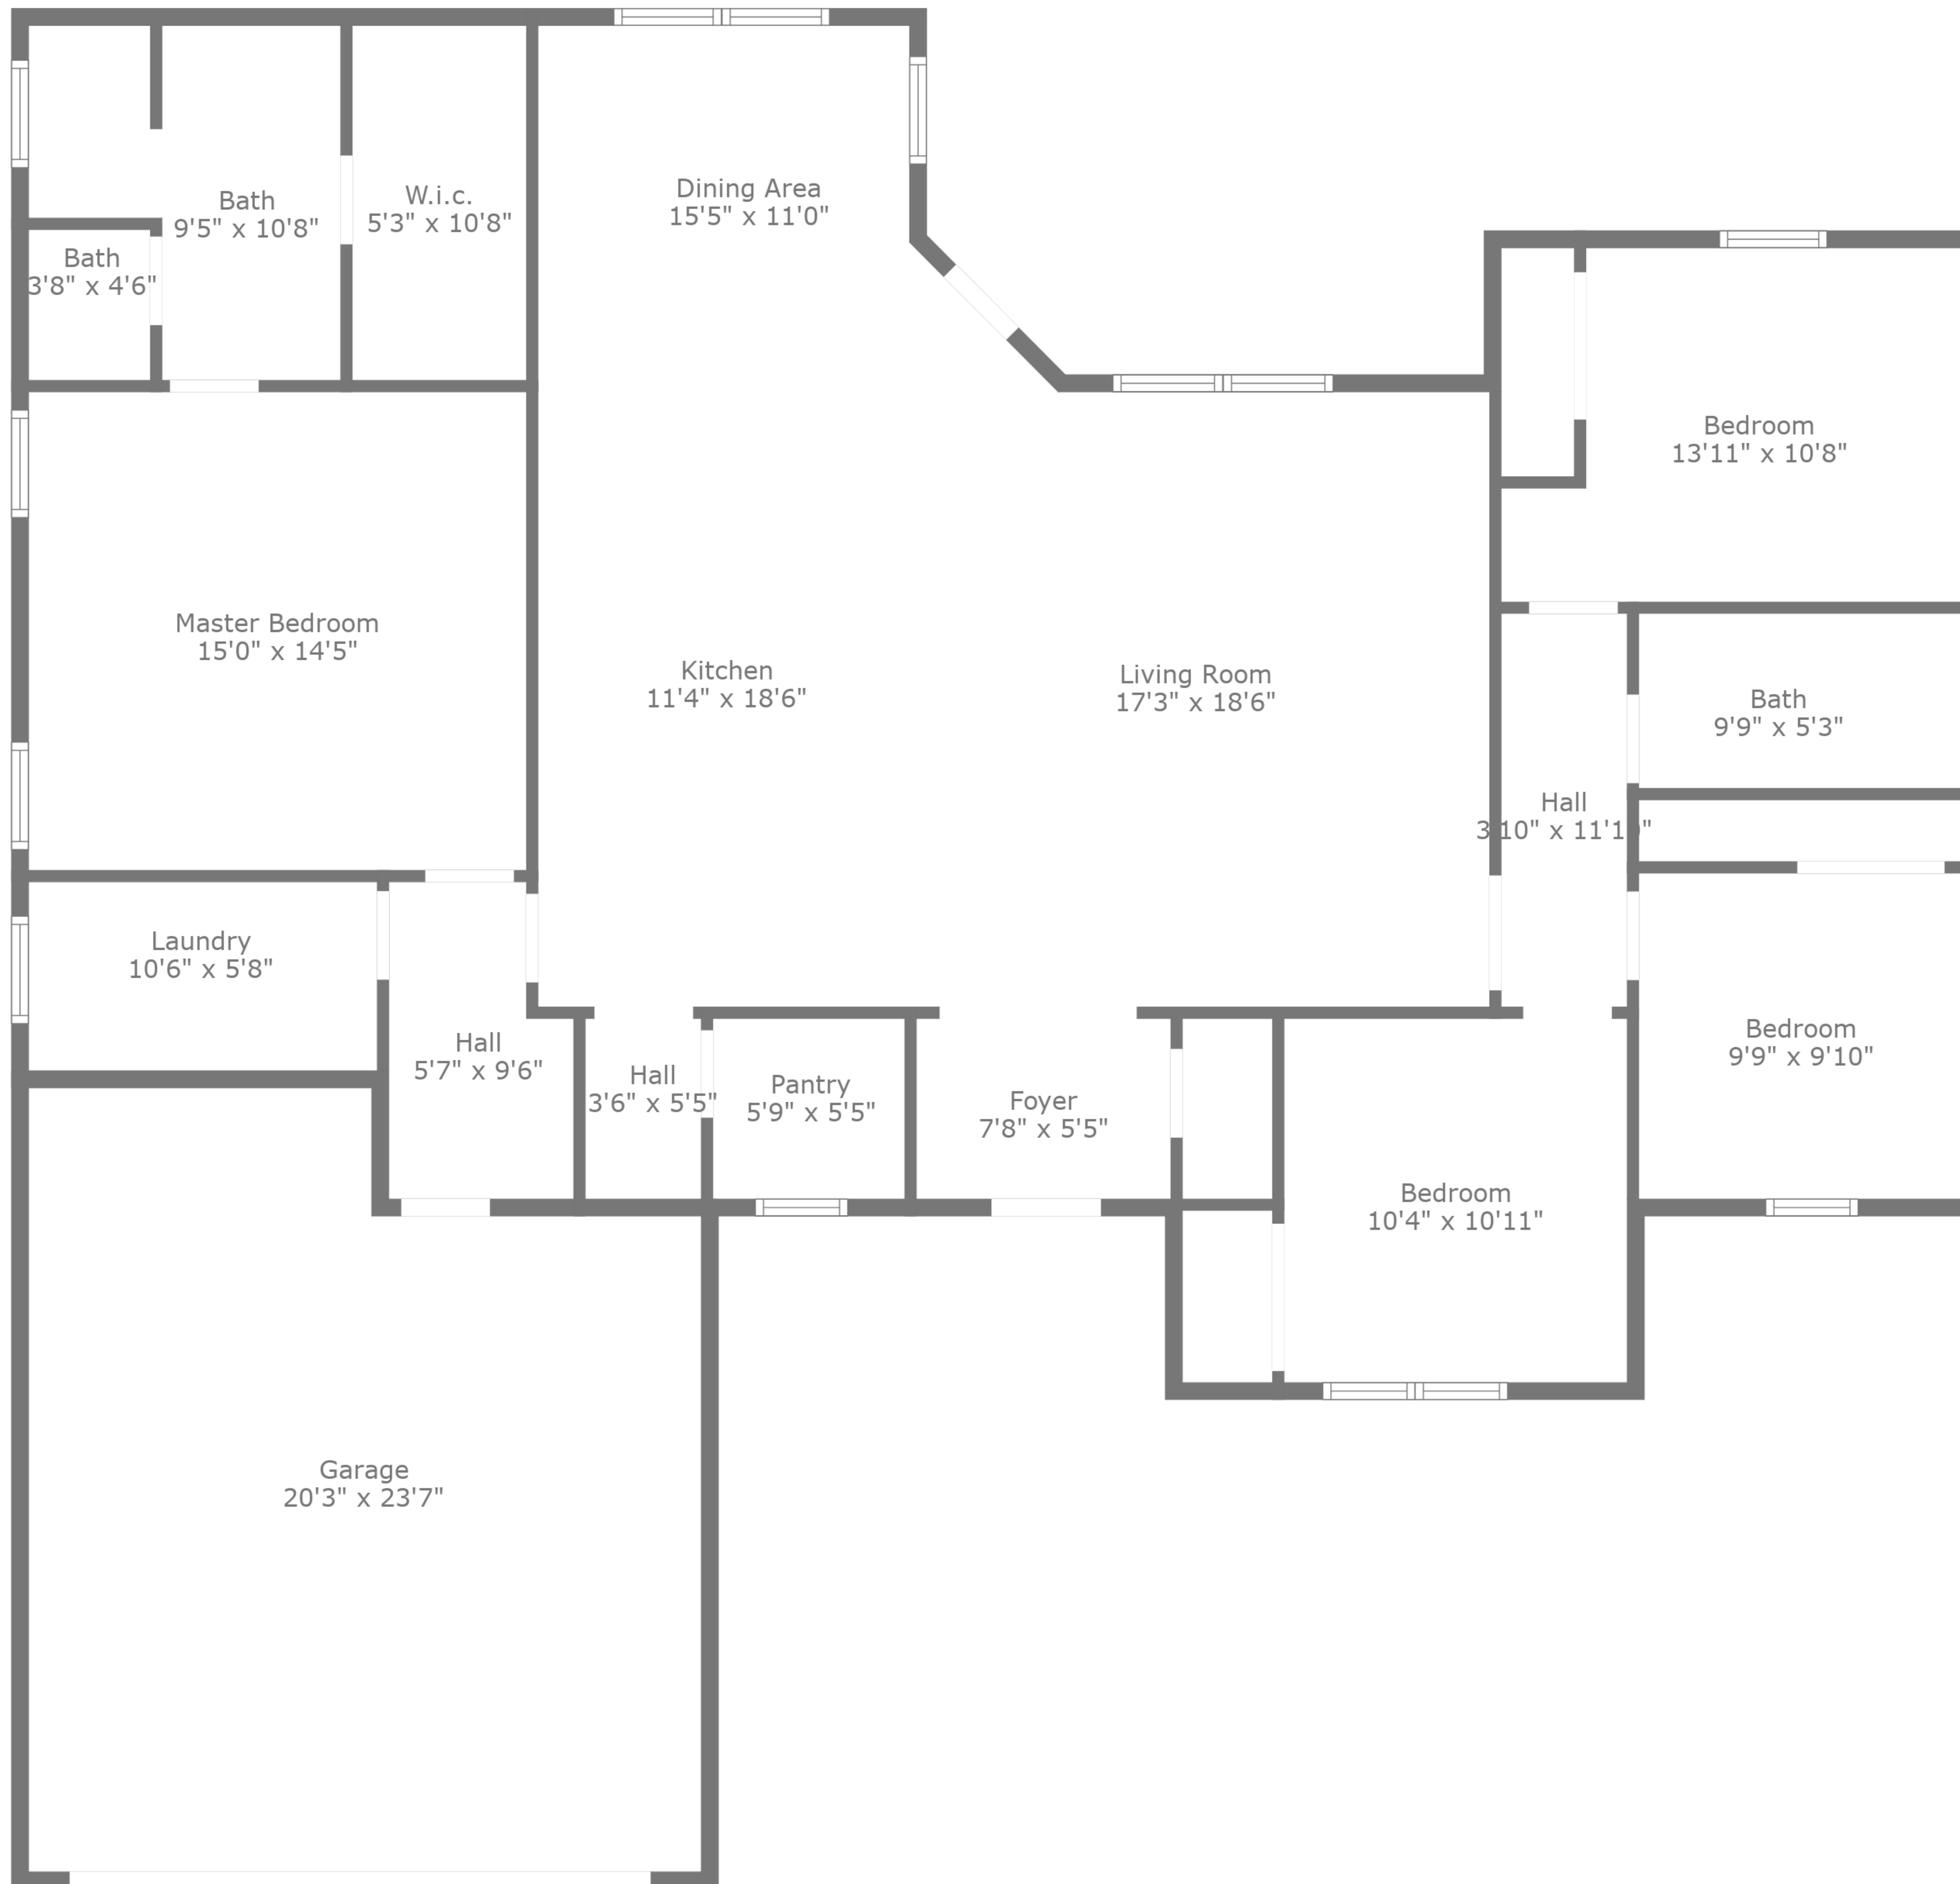 Bath
9'5" x 10'8"
W.i.c.
5'3" x 10'8"
Dining Area
15'5" x 11'0"
Bath
3'8" x 4'6"
Bedroom
13'11" x 10'8"
Master Bedroom
15'0" x 14'5"
Kitchen
11'4" x 18'6"
Living Room
17'3" x 18'6"
Bath
9'9" x 5'3"
Hall
3'10" x 11'10"
Laundry
10'6" x 5'8"
Hall
5'7" x 9'6"
Hall
3'6" x 5'5"
Pantry
5'9" x 5'5"
Foyer
7'8" x 5'5"
Bedroom
9'9" x 9'10"
Bedroom
10'4" x 10'11"
Garage
20'3" x 23'7"